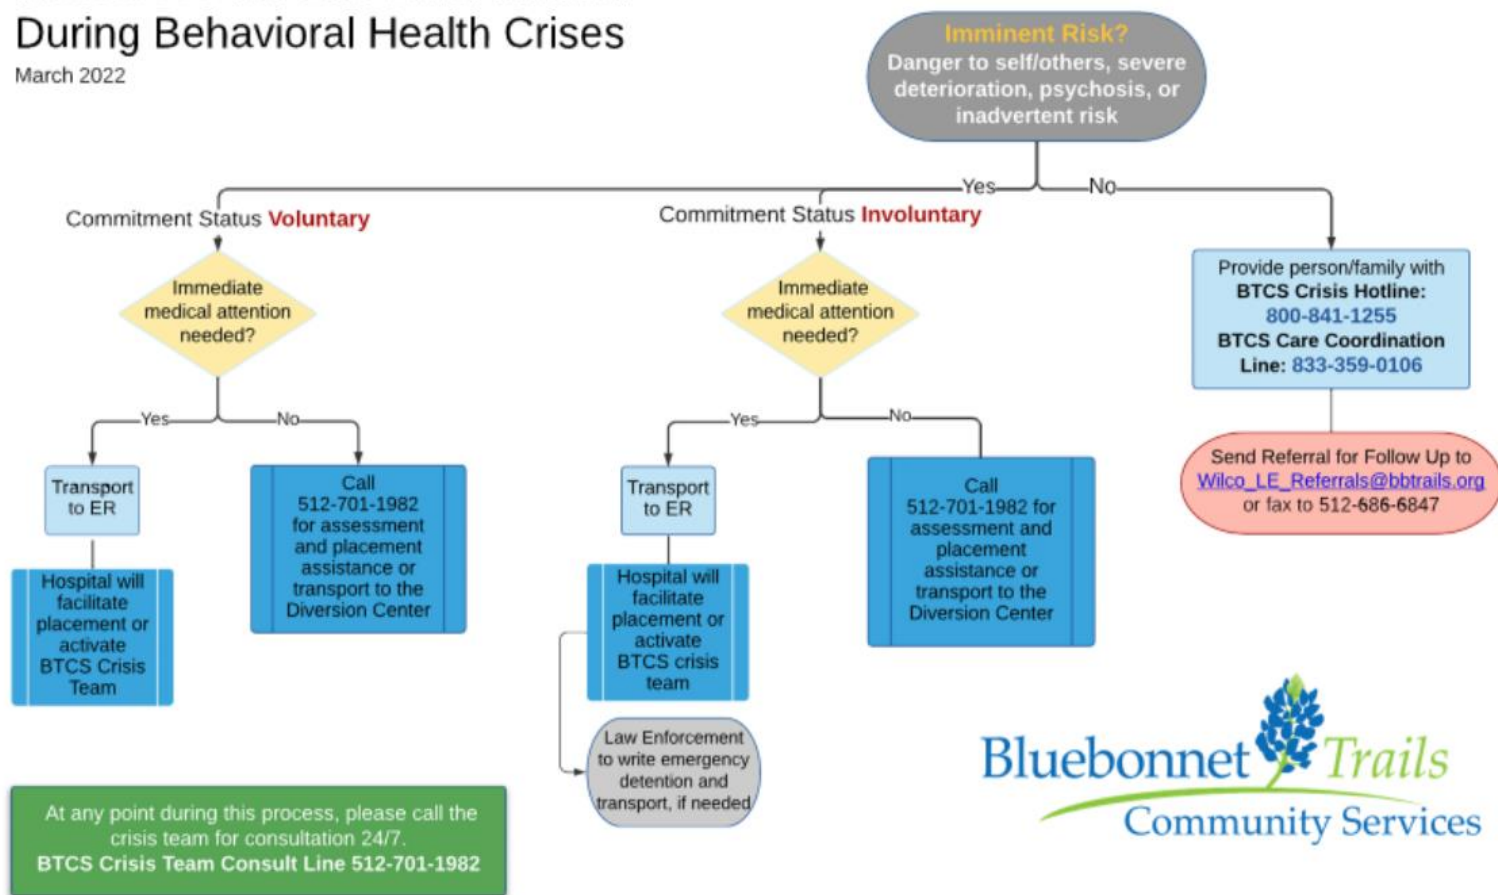 During Behavioral Health Crises
March 2022
Imminent Risk?
Danger to self/others, severe
deterioration, psychosis, or
inadvertent risk
Yes
No
Commitment Status Voluntary
Commitment Status Involuntary
Immediate
medical attention
needed?
Immediate
medical attention
needed?
Provide person/family with
BTCS Crisis Hotline:
800-841-1255
BTCS Care Coordination
Line: 833-359-0106
Yes
No
Yes
No
Transport
to ER
Call
512-701-1982
for assessment
and placement
assistance or
transport to the
Diversion Center
Transport
to ER
Call
512-701-1982 for
assessment and
placement
assistance or
transport to the
Diversion Center
Send Referral for Follow Up to
Wilco_LE_Referrals@bbtrails.org
or fax to 512-686-6847
Hospital will
facilitate
placement or
activate
BTCS Crisis
Team
Hospital will
facilitate
placement or
activate
BTCS crisis
team
Law Enforcement
to write emergency
detention and
transport, if needed
At any point during this process, please call the
crisis team for consultation 24/7.
BTCS Crisis Team Consult Line 512-701-1982
Bluebonnet Trails
Community Services